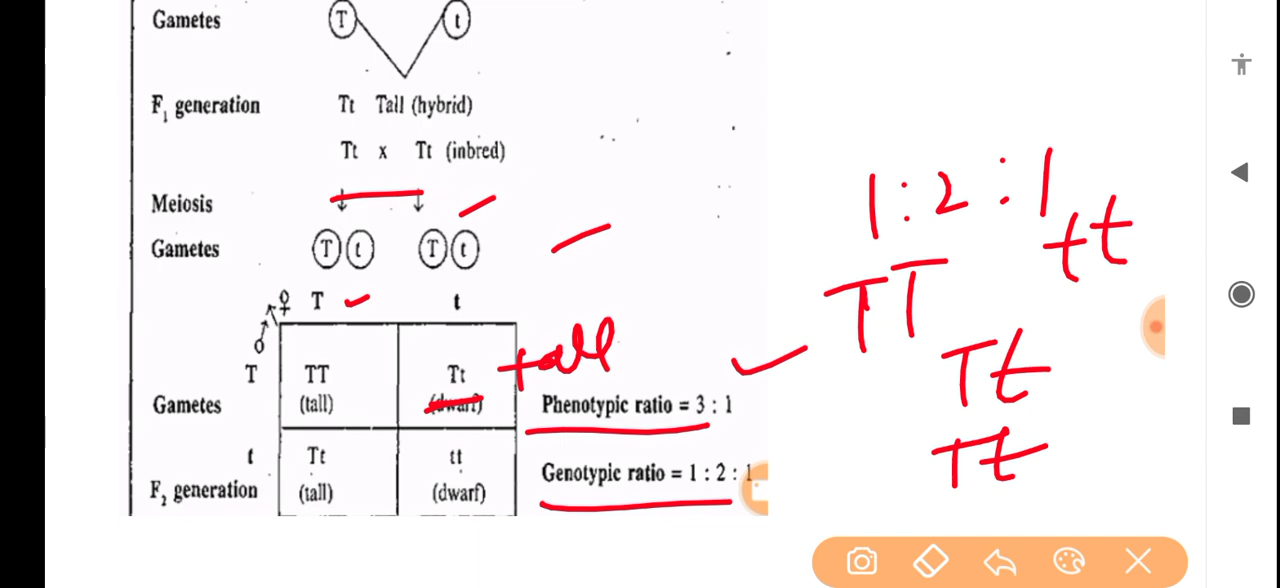 Gametes T t
F₁ generation Tt Tall (hybrid)
Tt x Tt (inbred)
Meiosis
Gametes T t T t
♀ T t
♂
T TT Tt tall
Gametes (tall) (dwarf) Phenotypic ratio = 3 : 1
t Tt tt
Genotypic ratio = 1 : 2 : 1
F₂ generation (tall) (dwarf)
1 : 2 : 1
tt
TT
Tt
Tt